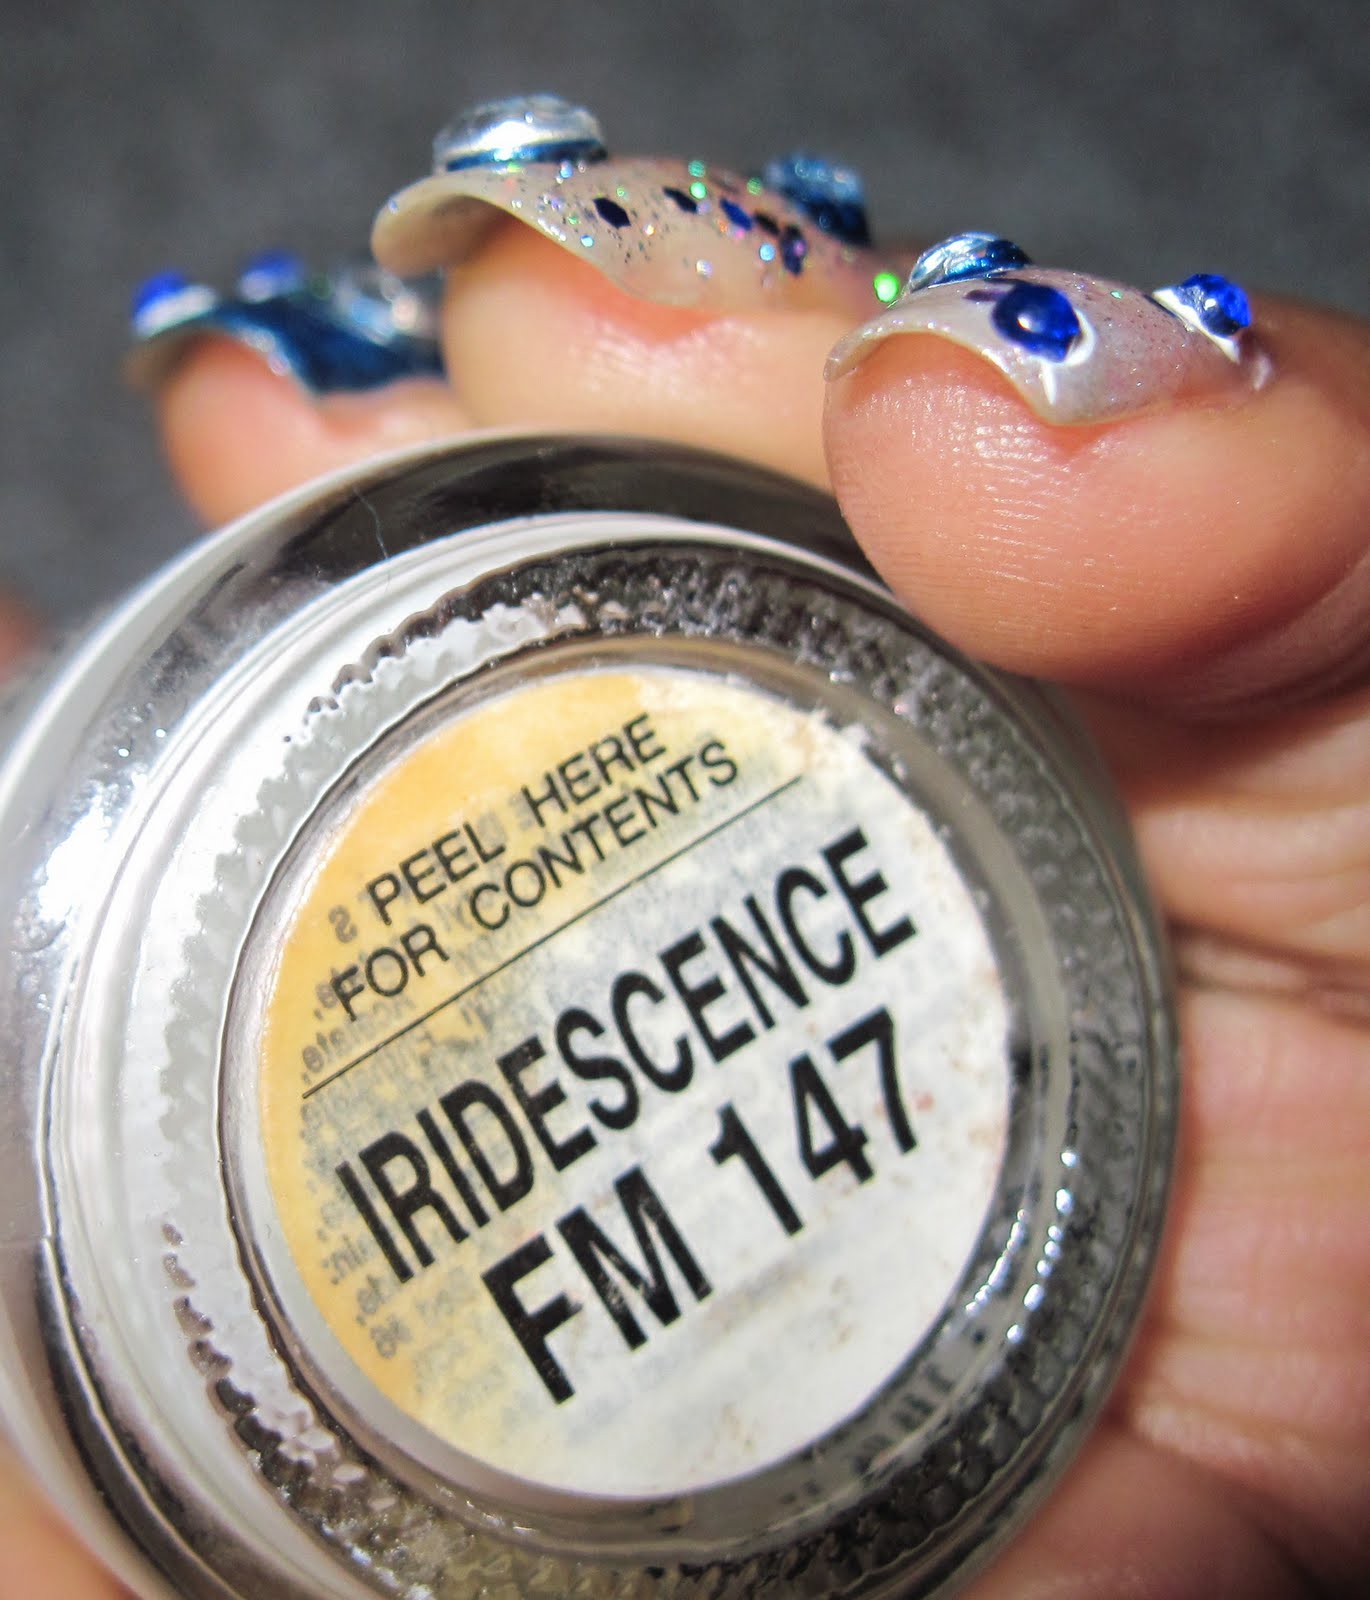 PEEL HERE
FOR CONTENTS
IRIDESCENCE
FM 147